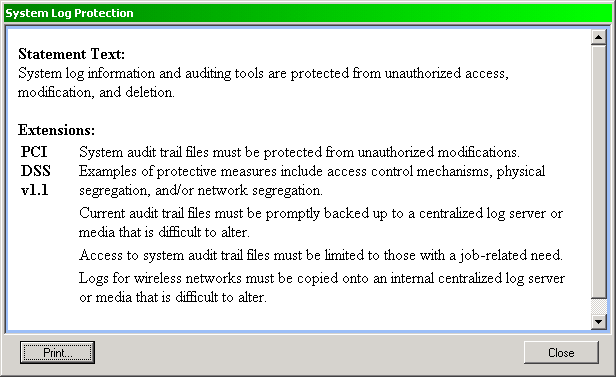 System Log Protection
Statement Text:
System log information and auditing tools are protected from unauthorized access,
modification, and deletion.
Extensions:
PCI System audit trail files must be protected from unauthorized modifications.
DSS Examples of protective measures include access control mechanisms, physical
v1.1 segregation, and/or network segregation.
Current audit trail files must be promptly backed up to a centralized log server or
media that is difficult to alter.
Access to system audit trail files must be limited to those with a job-related need.
Logs for wireless networks must be copied onto an internal centralized log server
or media that is difficult to alter.
Print... Close